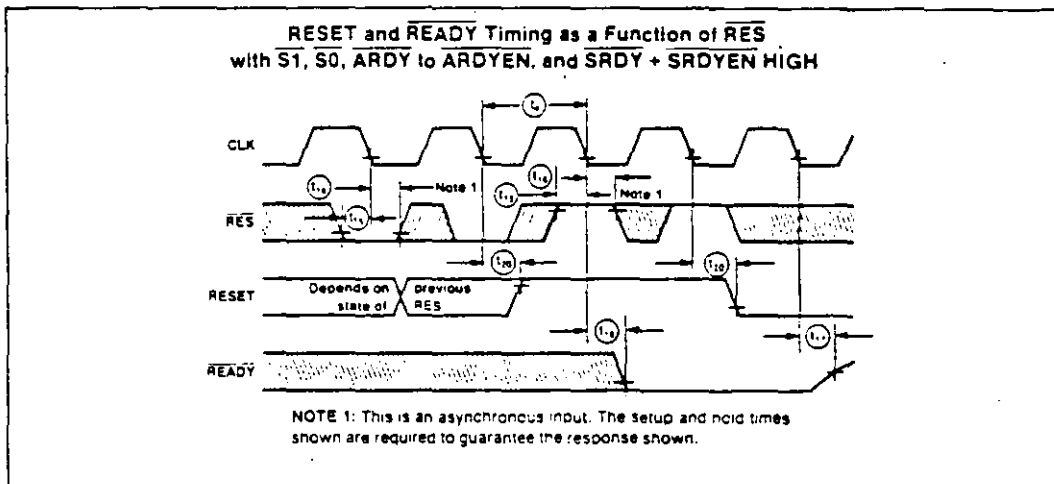 RESET and READY Timing as a Function of RES
with S1, S0, ARDY to ARDYEN, and SRDY + SRDYEN HIGH
CLK
Note 1
Note 1
RES
t20
t20
RESET
Depends on previous
state of RES
READY
NOTE 1: This is an asynchronous input. The setup and hold times
shown are required to guarantee the response shown.